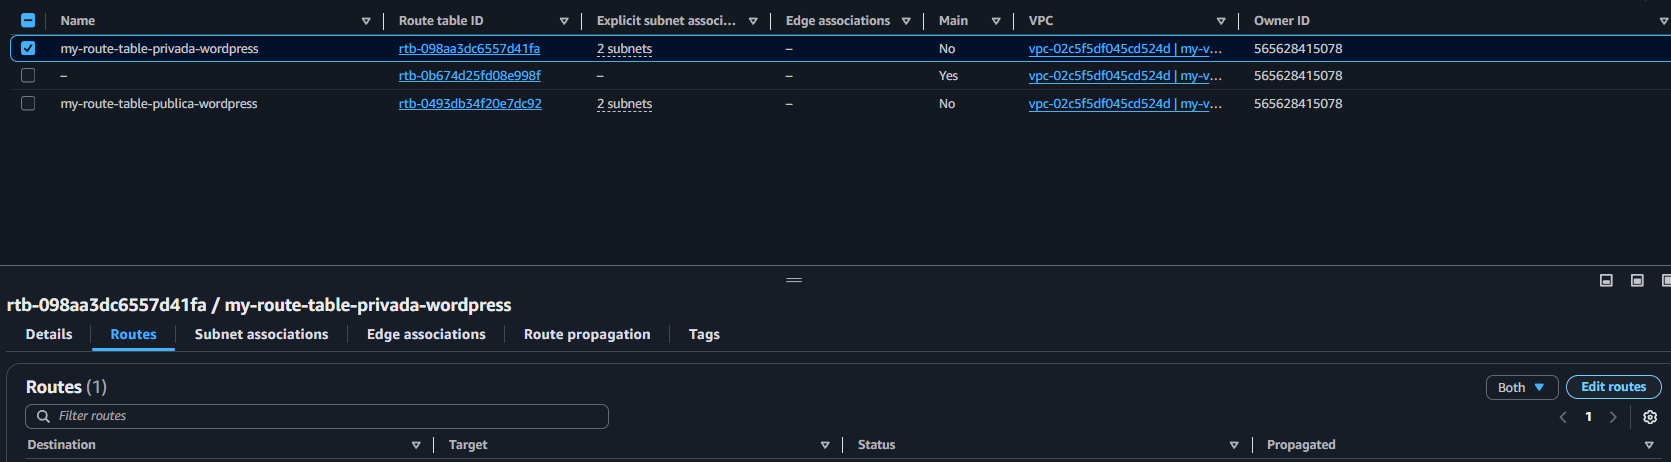 Name Route table ID Explicit subnet associ... Edge associations Main VPC Owner ID
my-route-table-privada-wordpress rtb-098aa3dc6557d41fa 2 subnets – No vpc-02c5f5df045cd524d | my-v... 565628415078
– rtb-0b674d25fd08e998f – – Yes vpc-02c5f5df045cd524d | my-v... 565628415078
my-route-table-publica-wordpress rtb-0493db34f20e7dc92 2 subnets – No vpc-02c5f5df045cd524d | my-v... 565628415078
rtb-098aa3dc6557d41fa / my-route-table-privada-wordpress
Details Routes Subnet associations Edge associations Route propagation Tags
Routes (1) Both Edit routes
Filter routes 1
Destination Target Status Propagated